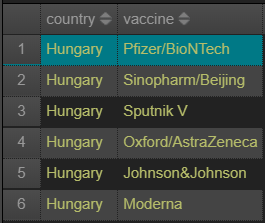 country vaccine
1 Hungary Pfizer/BioNTech
2 Hungary Sinopharm/Beijing
3 Hungary Sputnik V
4 Hungary Oxford/AstraZeneca
5 Hungary Johnson&Johnson
6 Hungary Moderna